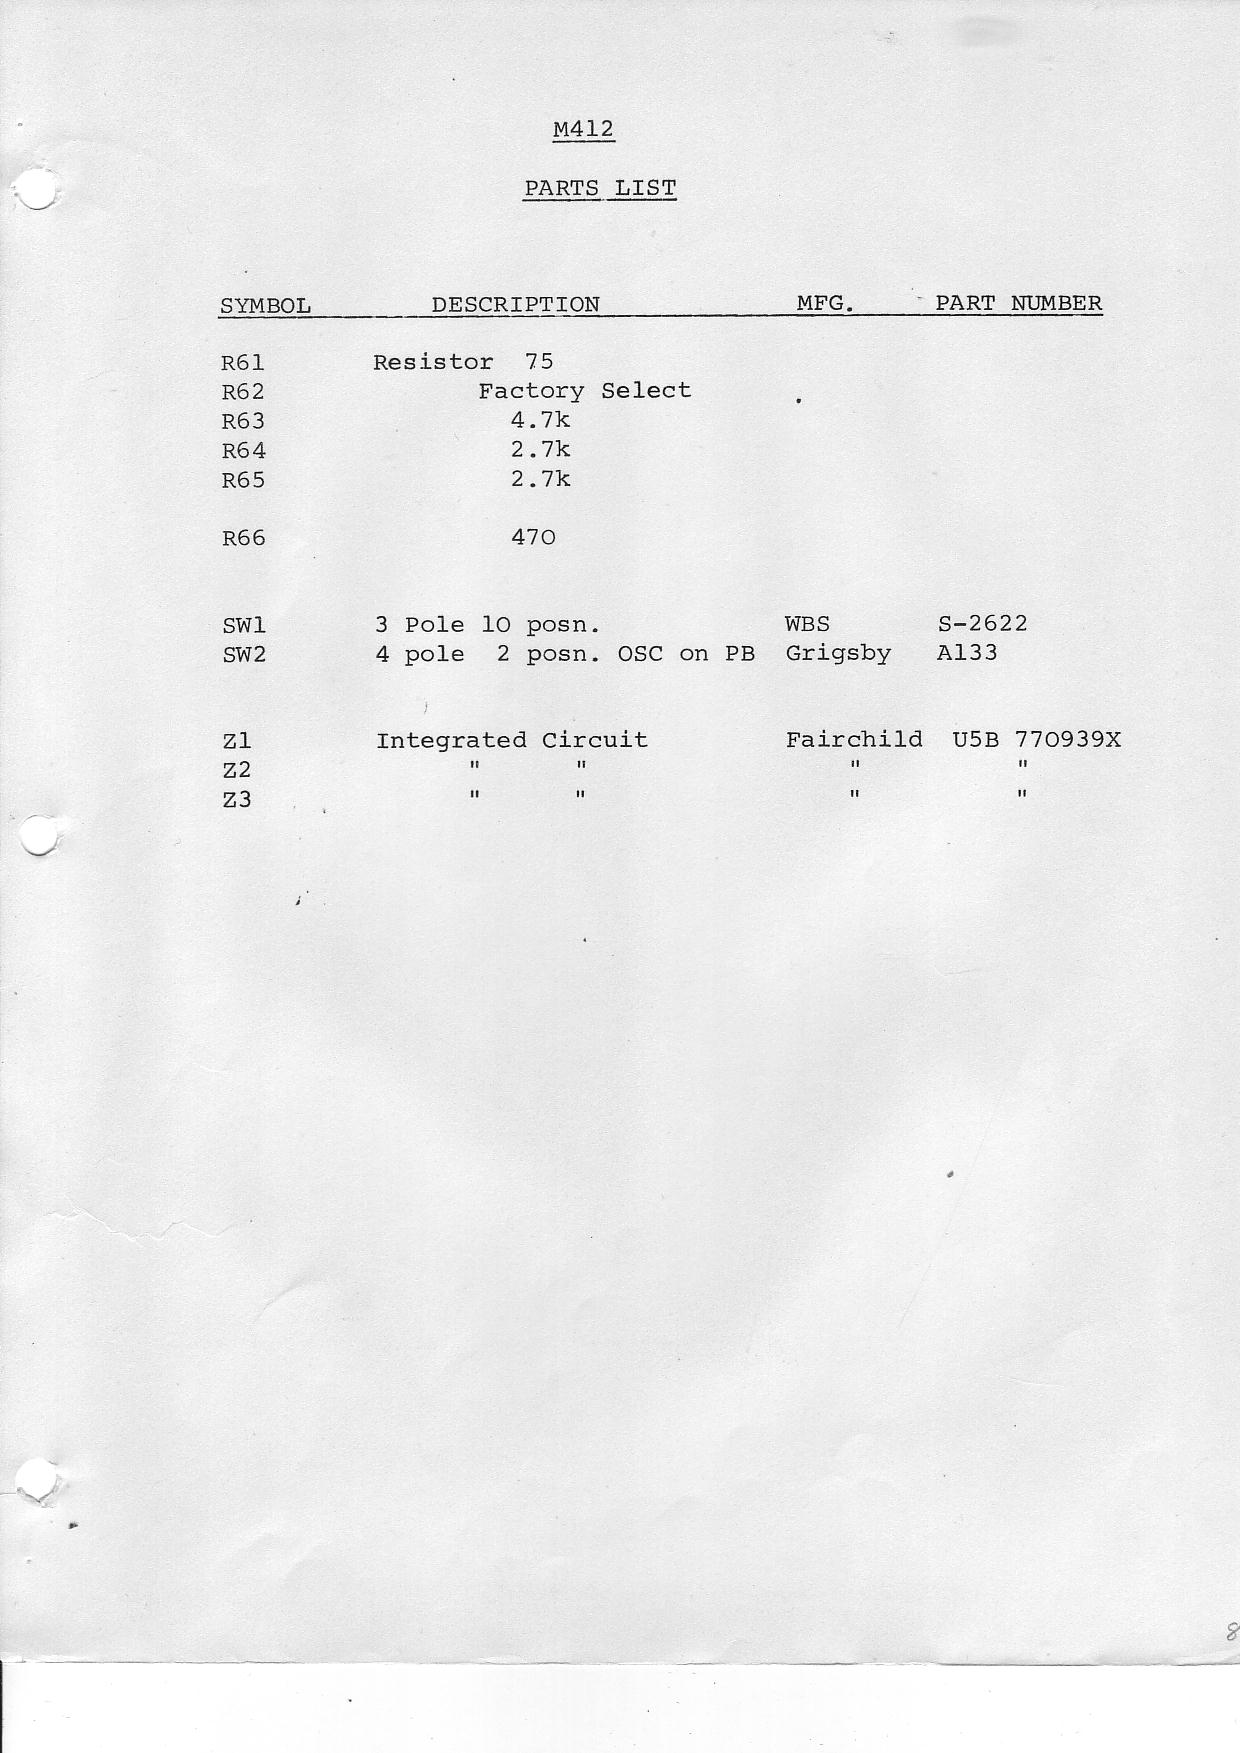 M412
PARTS LIST
SYMBOL DESCRIPTION MFG. PART NUMBER
R61 Resistor 75
R62 Factory Select
R63 4.7k
R64 2.7k
R65 2.7k
R66 470
SW1 3 Pole 10 posn. WBS S-2622
SW2 4 pole 2 posn. OSC on PB Grigsby A133
Z1 Integrated Circuit Fairchild U5B 770939X
Z2 " " " "
Z3 " " " "
8